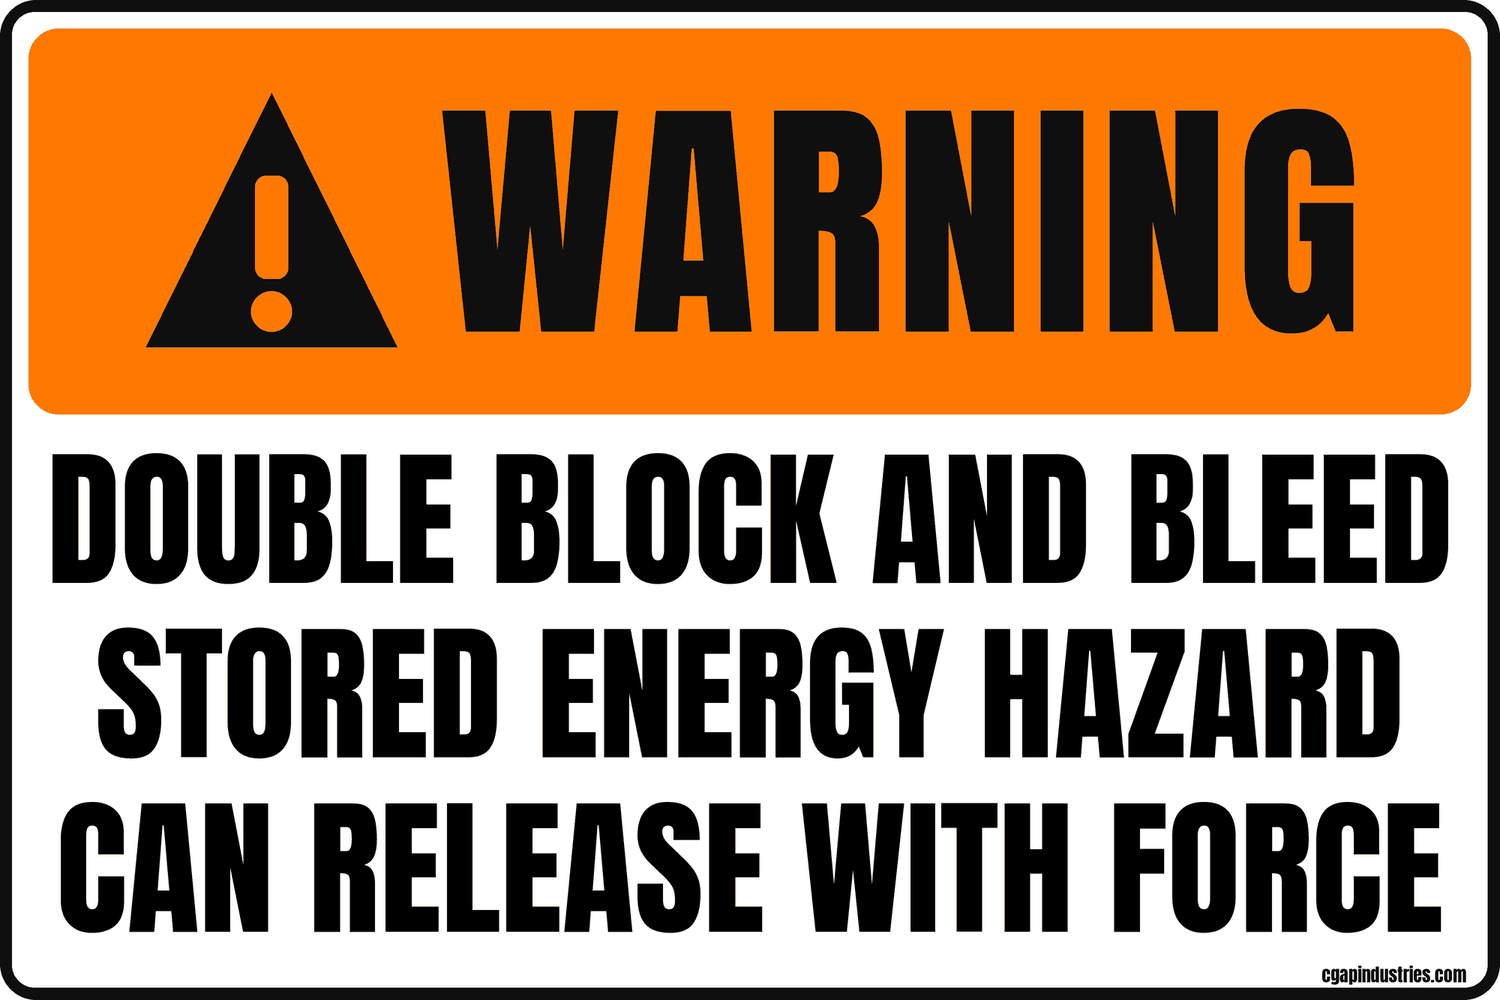 WARNING
DOUBLE BLOCK AND BLEED
STORED ENERGY HAZARD
CAN RELEASE WITH FORCE
cgapindustries.com